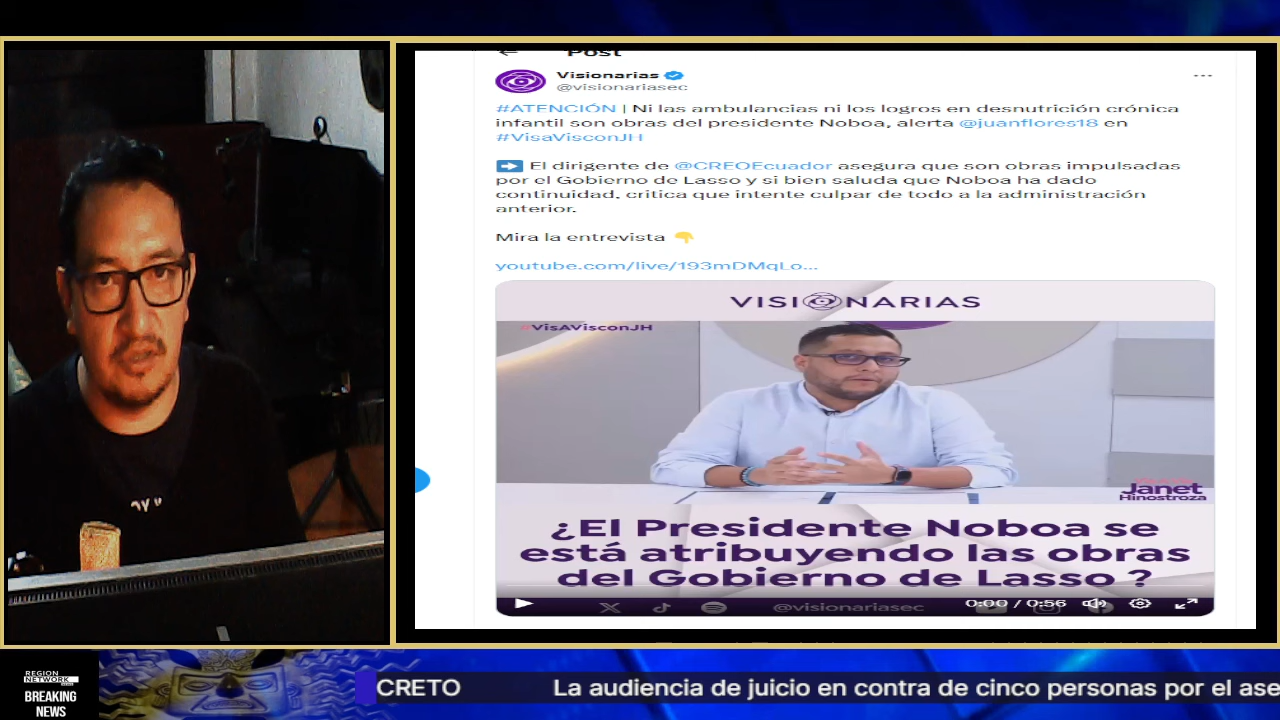 Post
Visionarias
@visionariasec
#ATENCIÓN | Ni las ambulancias ni los logros en desnutrición crónica
infantil son obras del presidente Noboa, alerta @juanflores18 en
#VisaVisconJH
El dirigente de @CREOEcuador asegura que son obras impulsadas
por el Gobierno de Lasso y si bien saluda que Noboa ha dado
continuidad, critica que intente culpar de todo a la administración
anterior.
Mira la entrevista
youtube.com/live/193mDMqLo...
VISIONARIAS
#VisAVisconJH
Janet
Hinostroza
¿El Presidente Noboa se
está atribuyendo las obras
del Gobierno de Lasso ?
@visionariasec
0:00 / 0:56
REGION
NETWORK
BREAKING
NEWS
CRETO La audiencia de juicio en contra de cinco personas por el ase